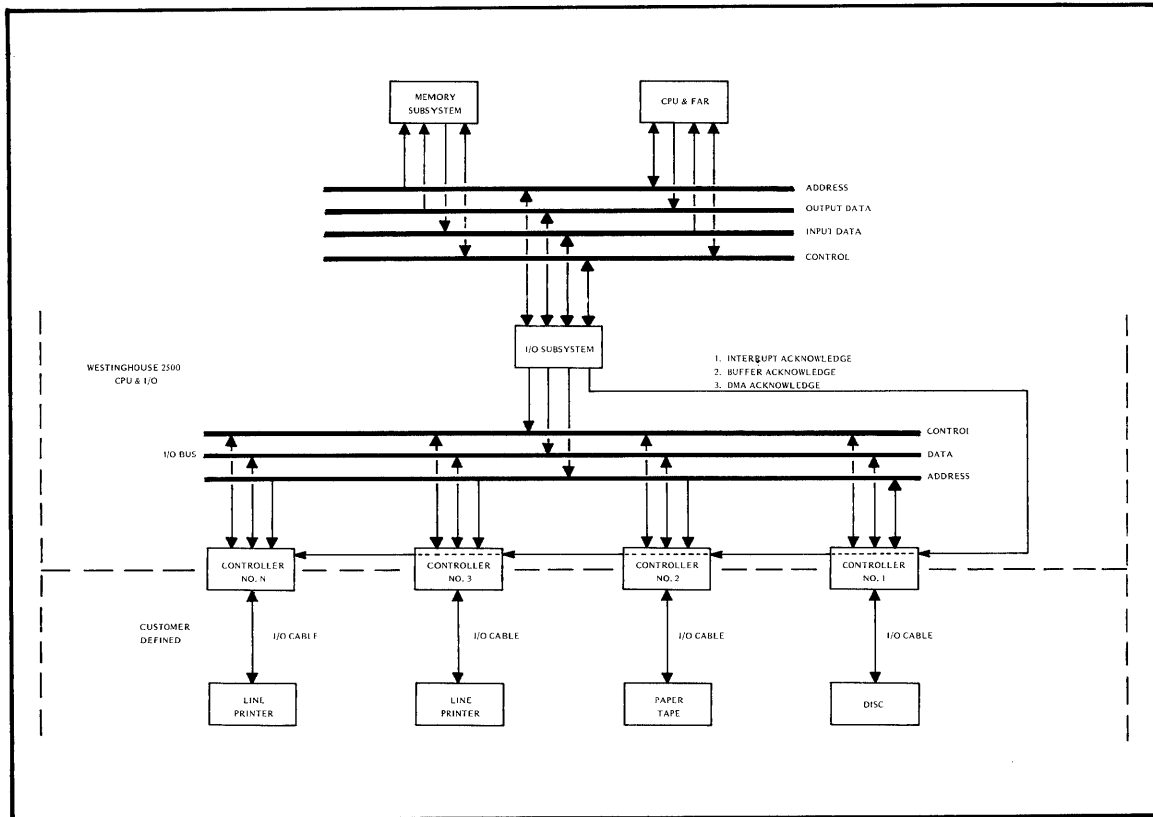 MEMORY
SUBSYSTEM
CPU & FAR
ADDRESS
OUTPUT DATA
INPUT DATA
CONTROL
I/O SUBSYSTEM
WESTINGHOUSE 2500
CPU & I/O
1. INTERRUPT ACKNOWLEDGE
2. BUFFER ACKNOWLEDGE
3. DMA ACKNOWLEDGE
CONTROL
I/O BUS
DATA
ADDRESS
CONTROLLER
NO. N
CONTROLLER
NO. 3
CONTROLLER
NO. 2
CONTROLLER
NO. 1
CUSTOMER
DEFINED
I/O CABLE
I/O CABLE
I/O CABLE
I/O CABLE
LINE
PRINTER
LINE
PRINTER
PAPER
TAPE
DISC